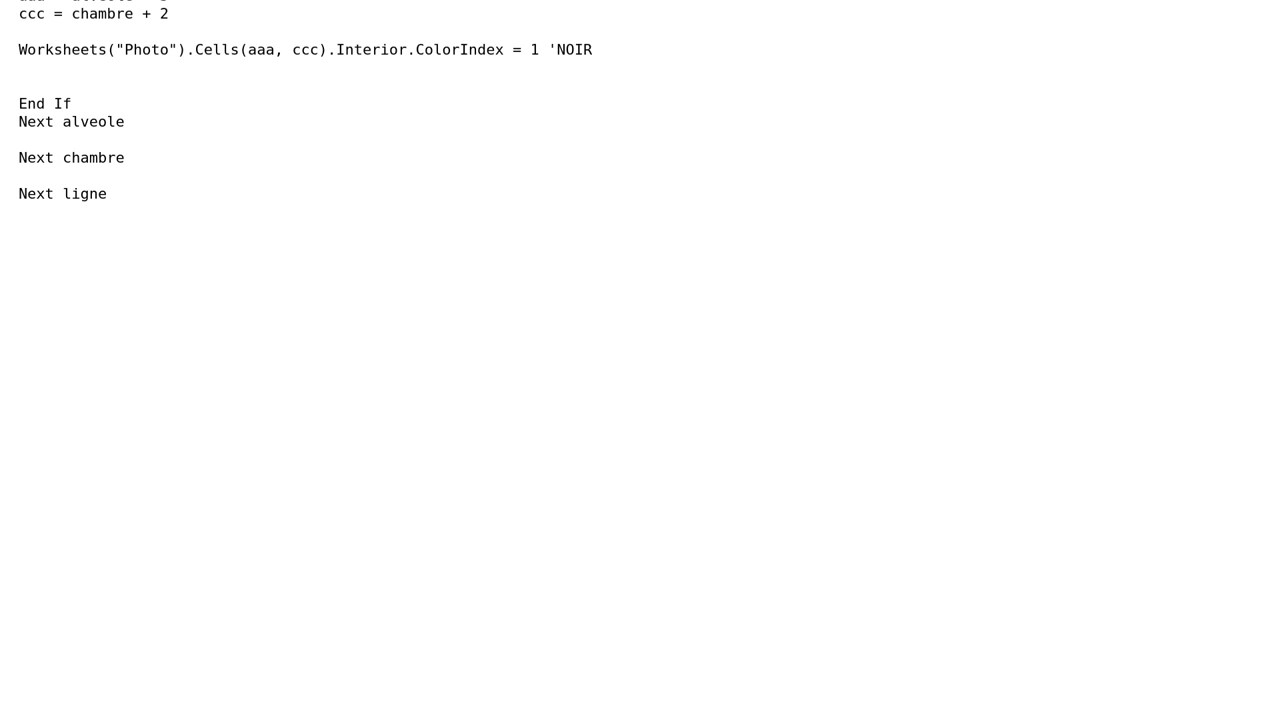 ccc = chambre + 2
Worksheets("Photo").Cells(aaa, ccc).Interior.ColorIndex = 1 'NOIR
End If
Next alveole
Next chambre
Next ligne